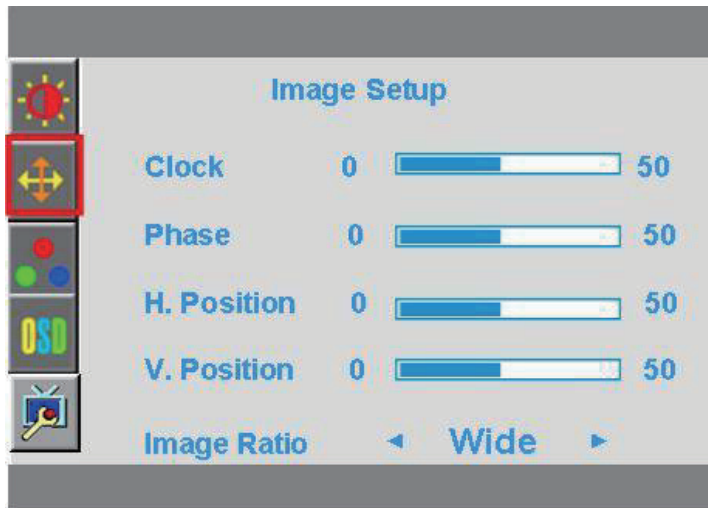 Image Setup
Clock 0 50
Phase 0 50
H. Position 0 50
OSD
V. Position 0 50
Image Ratio ◄ Wide ►